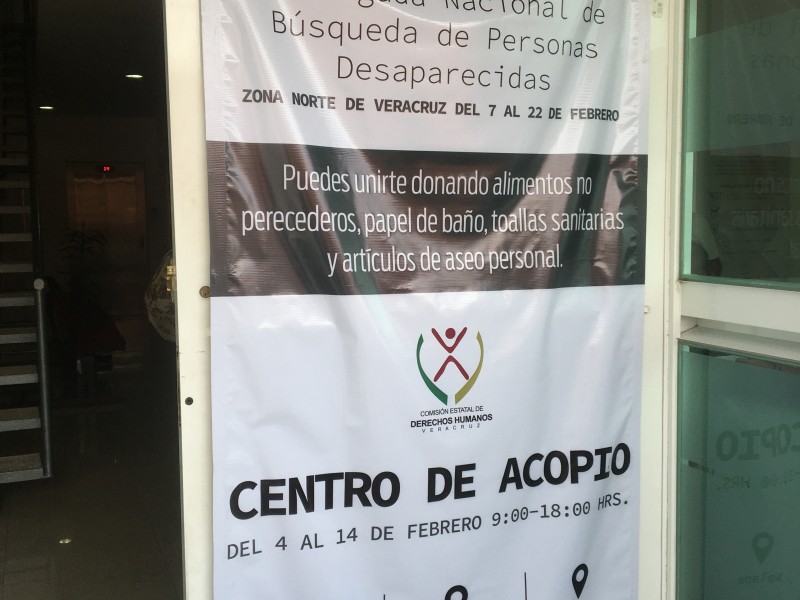 Nacional de
Búsqueda de Personas
Desaparecidas
ZONA NORTE DE VERACRUZ DEL 7 AL 22 DE FEBRERO
Puedes unirte donando alimentos no
perecederos, papel de baño, toallas sanitarias
y artículos de aseo personal.
COMISIÓN ESTATAL DE
DERECHOS HUMANOS
VERACRUZ
CENTRO DE ACOPIO
DEL 4 AL 14 DE FEBRERO 9:00-18:00 HRS.